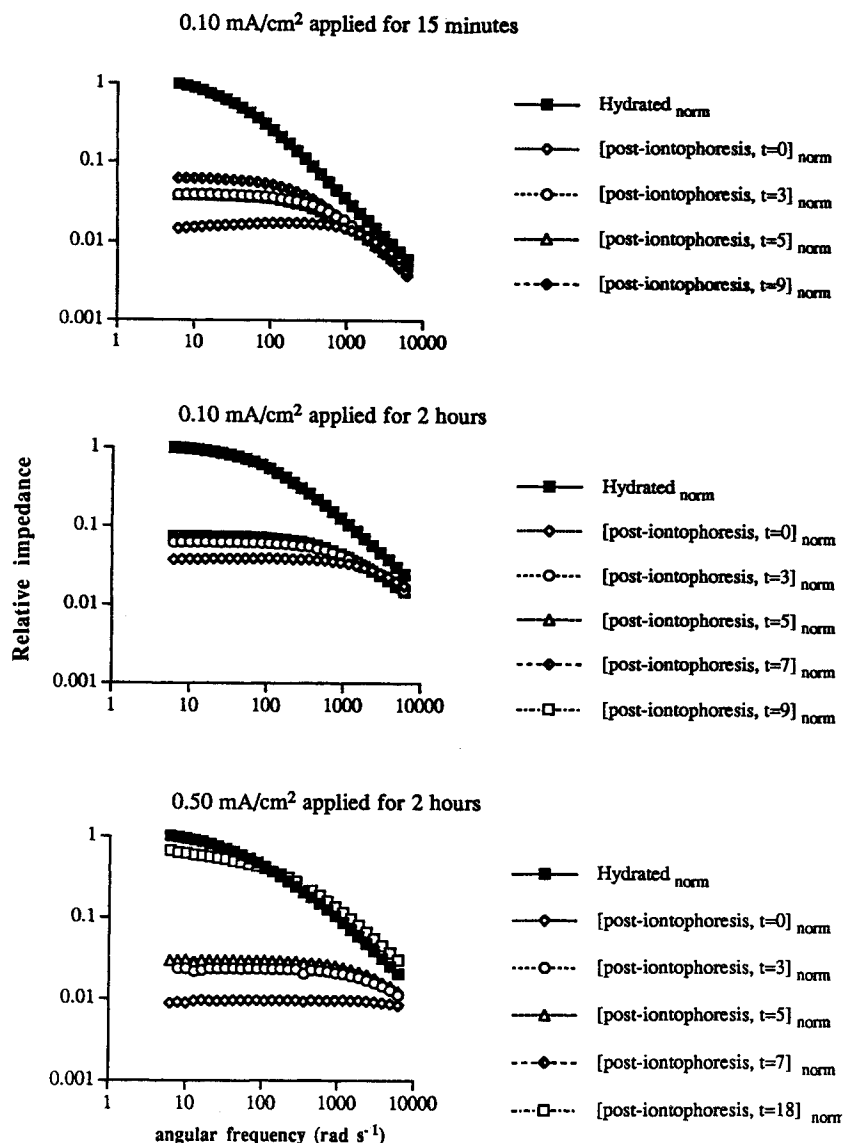 0.10 mA/cm² applied for 15 minutes
1
0.1
0.01
0.001
1
10
100
1000
10000
Hydrated norm
[post-iontophoresis, t=0] norm
[post-iontophoresis, t=3] norm
[post-iontophoresis, t=5] norm
[post-iontophoresis, t=9] norm
0.10 mA/cm² applied for 2 hours
1
0.1
0.01
0.001
1
10
100
1000
10000
Hydrated norm
[post-iontophoresis, t=0] norm
[post-iontophoresis, t=3] norm
[post-iontophoresis, t=5] norm
[post-iontophoresis, t=7] norm
[post-iontophoresis, t=9] norm
Relative impedance
0.50 mA/cm² applied for 2 hours
1
0.1
0.01
0.001
1
10
100
1000
10000
angular frequency (rad s⁻¹)
Hydrated norm
[post-iontophoresis, t=0] norm
[post-iontophoresis, t=3] norm
[post-iontophoresis, t=5] norm
[post-iontophoresis, t=7] norm
[post-iontophoresis, t=18] norm